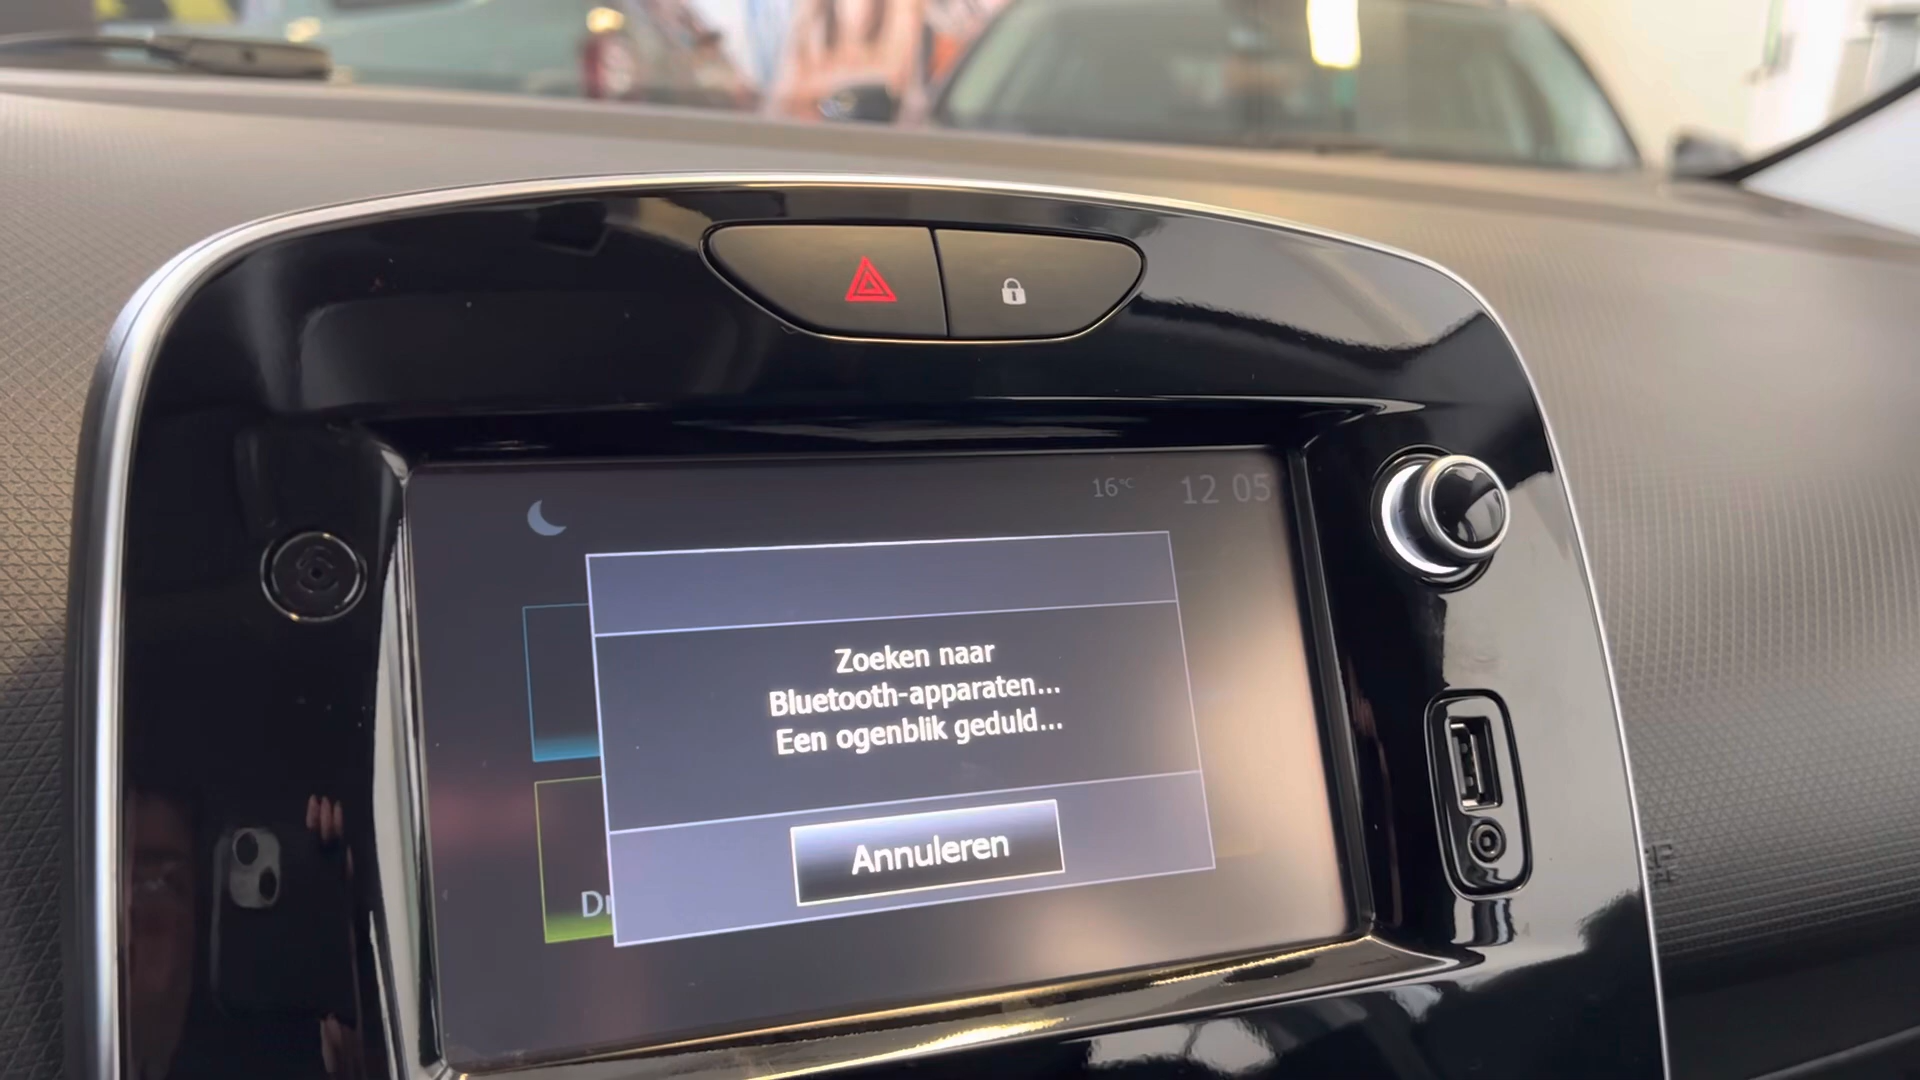 16°C 12 05
Zoeken naar
Bluetooth-apparaten...
Een ogenblik geduld...
Annuleren